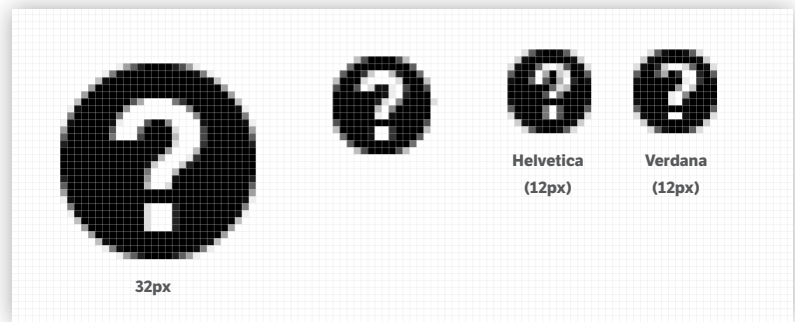 ?
?
?
?
Helvetica
(12px)
Verdana
(12px)
32px